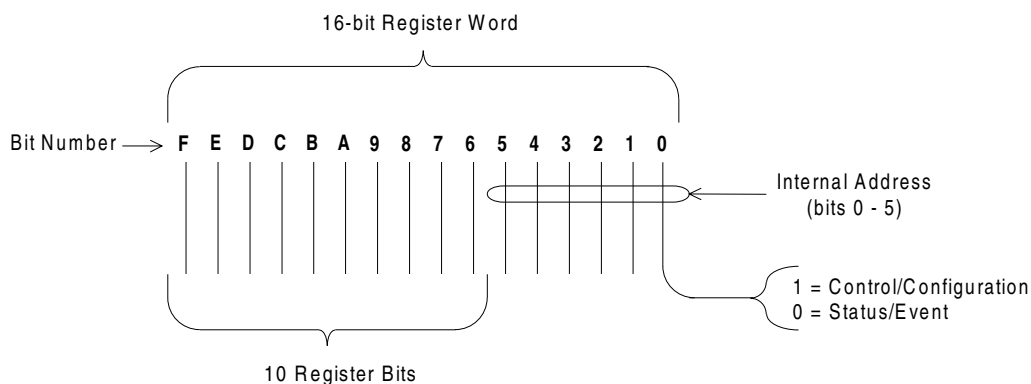 16-bit Register Word
Bit Number F E D C B A 9 8 7 6 5 4 3 2 1 0
Internal Address
(bits 0 - 5)
1 = Control/Configuration
0 = Status/Event
10 Register Bits